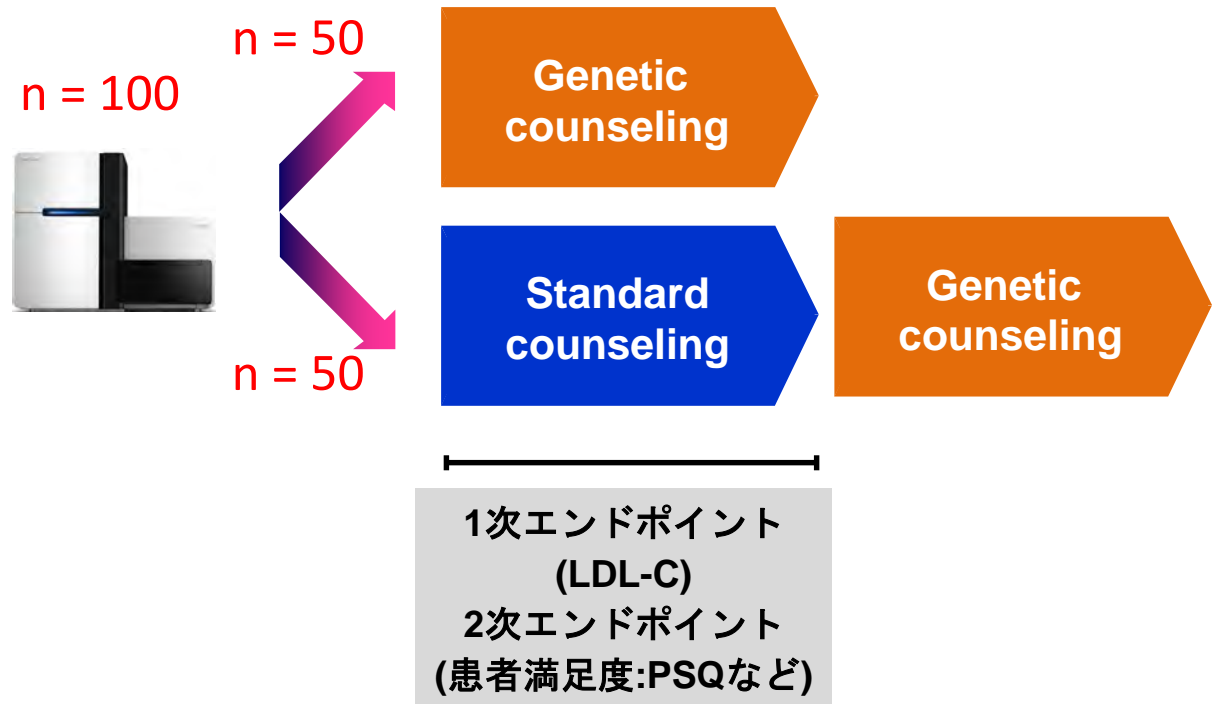 n = 50
n = 100
Genetic
counseling
n = 50
Standard
counseling
Genetic
counseling
1次エンドポイント
(LDL-C)
2次エンドポイント
(患者満足度:PSQなど)